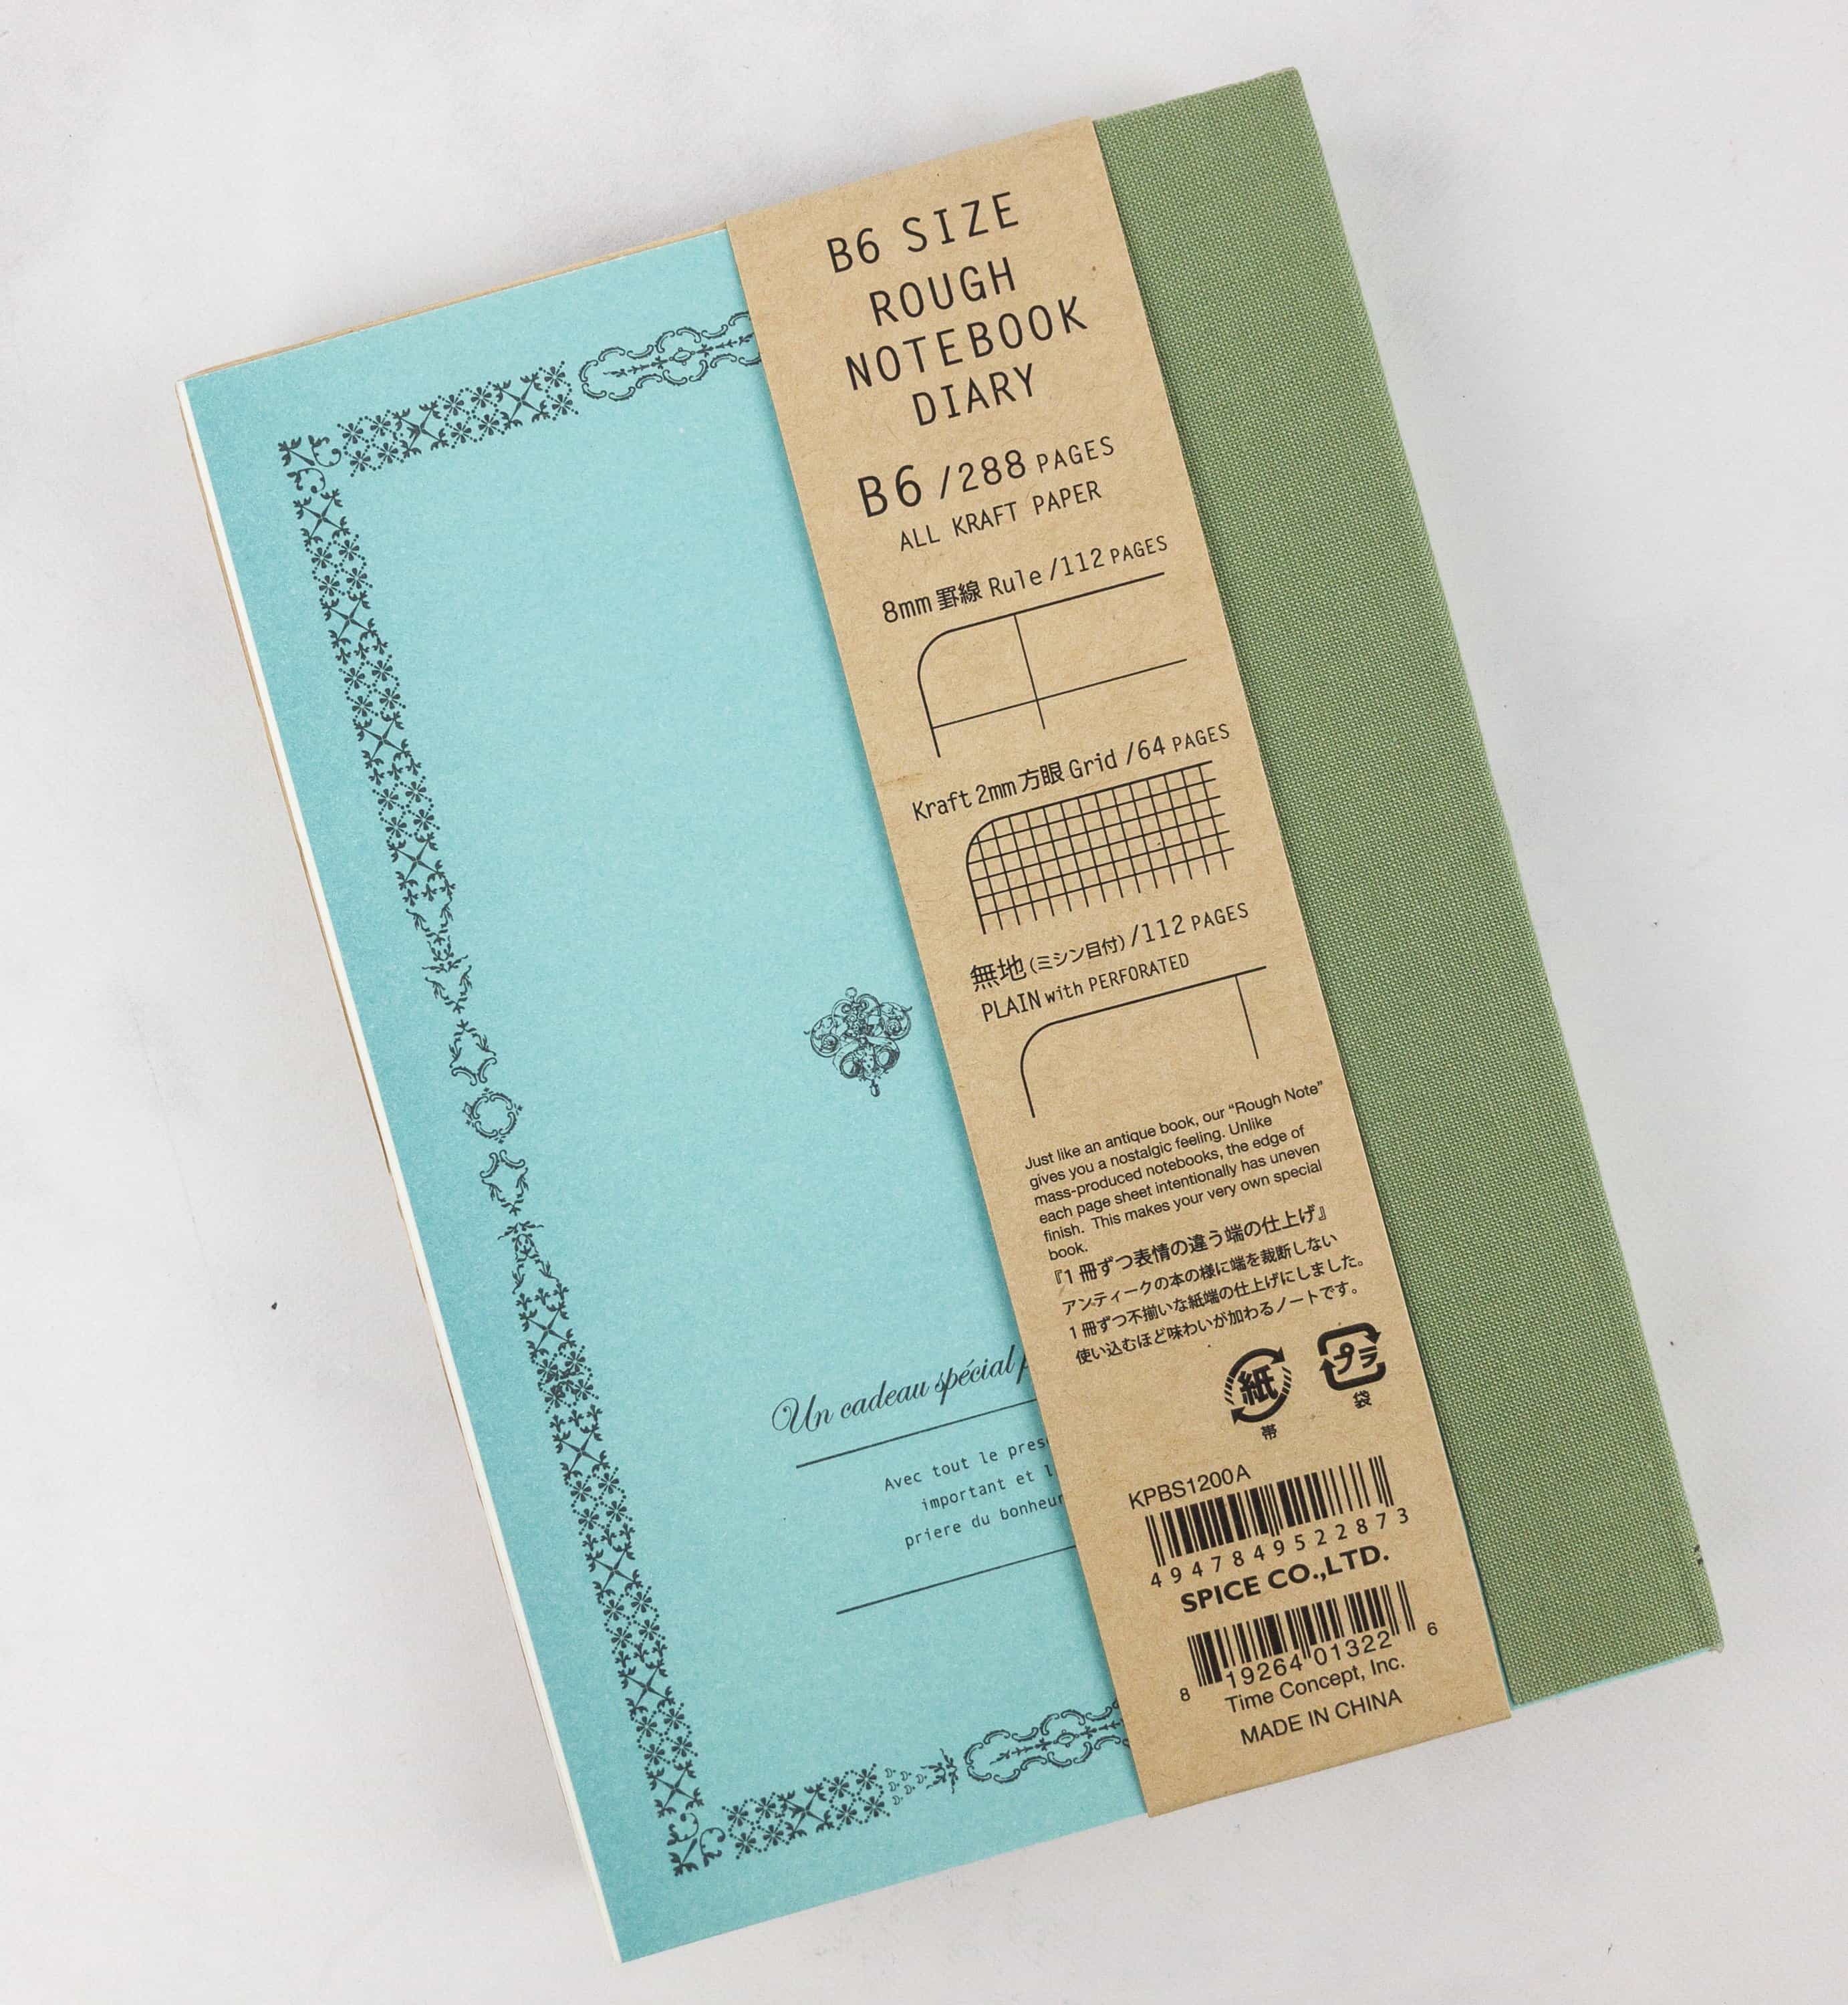 B6 SIZE
ROUGH
NOTEBOOK
DIARY
B6 /288 PAGES
ALL KRAFT PAPER
8mm 罫線 Rule /112 PAGES
Kraft 2mm 方眼 Grid /64 PAGES
無地(ミシン目付)/112 PAGES
PLAIN with PERFORATED
Just like an antique book, our “Rough Note”
gives you a nostalgic feeling. Unlike
mass-produced notebooks, the edge of
each page sheet intentionally has uneven
finish. This makes your very own special
book.
『1 冊ずつ表情の違う端の仕上げ』
アンティークの本の様に端を裁断しない
1 冊ずつ不揃いな紙端の仕上げにしました。
使い込むほど味わいが加わるノートです。
紙 プラ
帯 袋
KPBS1200A
4947849522873
SPICE CO.,LTD.
8 19264 01322 6
Time Concept, Inc.
MADE IN CHINA
Un cadeau spécial
Avec tout le
important et
priere du bonheur